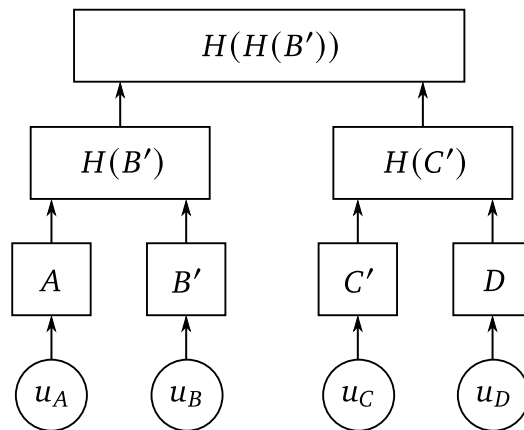 H(H(B′))
H(B′) H(C′)
A B′ C′ D
u_A u_B u_C u_D